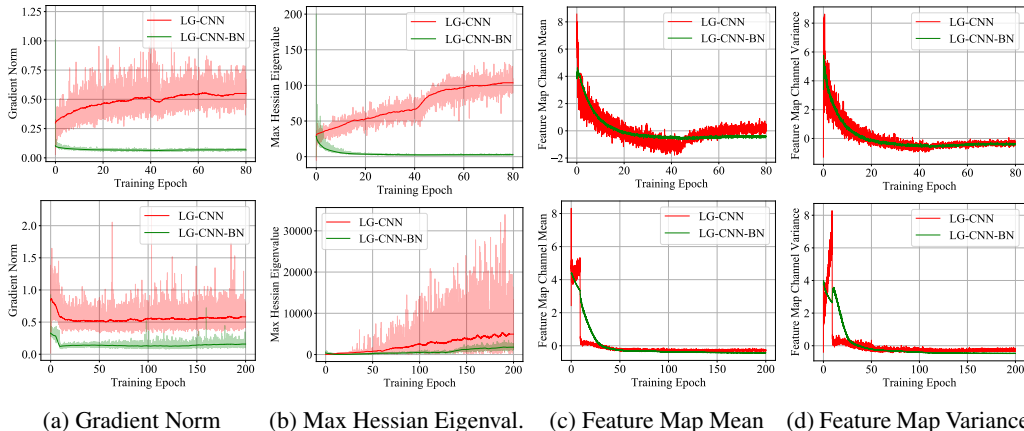 1.25
1.00
0.75
0.50
0.25
0.00
Gradient Norm
LG-CNN
LG-CNN-BN
0 20 40 60 80
Training Epoch
200
150
100
50
0
Max Hessian Eigenvalue
LG-CNN
LG-CNN-BN
0 20 40 60 80
Training Epoch
8
6
4
2
0
−2
Feature Map Channel Mean
LG-CNN
LG-CNN-BN
0 20 40 60 80
Training Epoch
8
6
4
2
0
Feature Map Channel Variance
LG-CNN
LG-CNN-BN
0 20 40 60 80
Training Epoch
2.0
1.5
1.0
0.5
0.0
Gradient Norm
LG-CNN
LG-CNN-BN
0 50 100 150 200
Training Epoch
30000
20000
10000
0
Max Hessian Eigenvalue
LG-CNN
LG-CNN-BN
0 50 100 150 200
Training Epoch
8
6
4
2
0
Feature Map Channel Mean
LG-CNN
LG-CNN-BN
0 50 100 150 200
Training Epoch
8
6
4
2
0
Feature Map Channel Variance
LG-CNN
LG-CNN-BN
0 50 100 150 200
Training Epoch
(a) Gradient Norm (b) Max Hessian Eigenval. (c) Feature Map Mean (d) Feature Map Variance